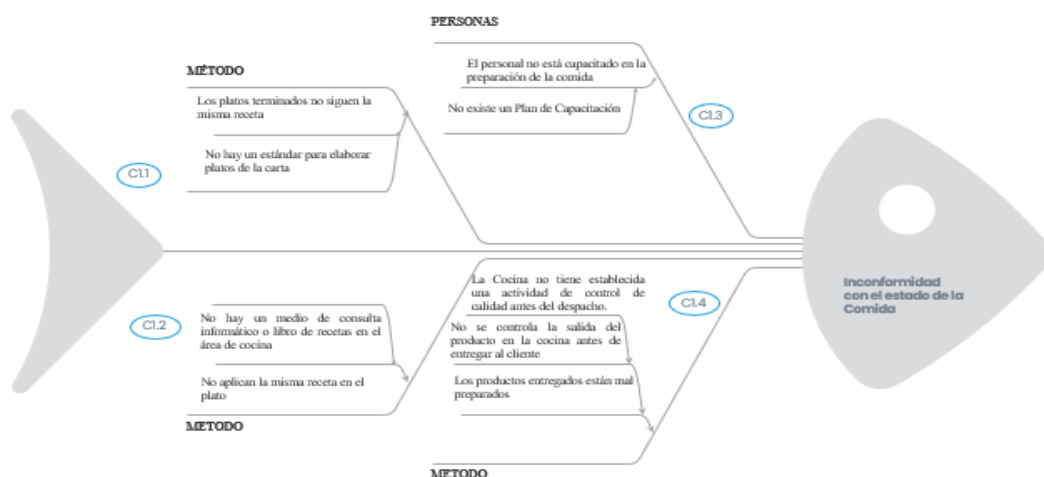 PERSONAS
El personal no está capacitado en la
preparación de la comida
No existe un Plan de Capacitación
C1.3
MÉTODO
Los platos terminados no siguen la
misma receta
No hay un estándar para elaborar
platos de la carta
C1.1
Inconformidad
con el estado de la
Comida
C1.2
No hay un medio de consulta
informático o libro de recetas en el
área de cocina
No aplican la misma receta en el
plato
METODO
La Cocina no tiene establecida
una actividad de control de
calidad antes del despacho.
No se controla la salida del
producto en la cocina antes de
entregar al cliente
Los productos entregados están mal
preparados
C1.4
METODO